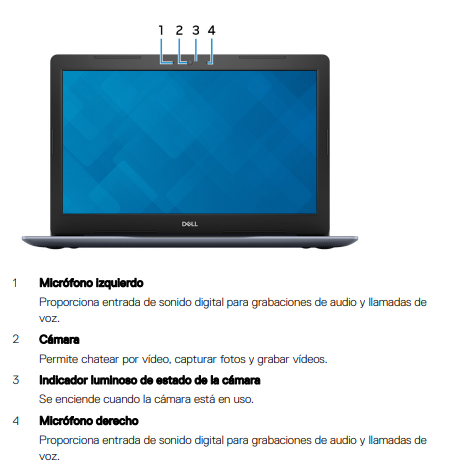 1 2 3 4
DELL
1 Micrófono izquierdo
Proporciona entrada de sonido digital para grabaciones de audio y llamadas de
voz.
2 Cámara
Permite chatear por vídeo, capturar fotos y grabar vídeos.
3 Indicador luminoso de estado de la cámara
Se enciende cuando la cámara está en uso.
4 Micrófono derecho
Proporciona entrada de sonido digital para grabaciones de audio y llamadas de
voz.